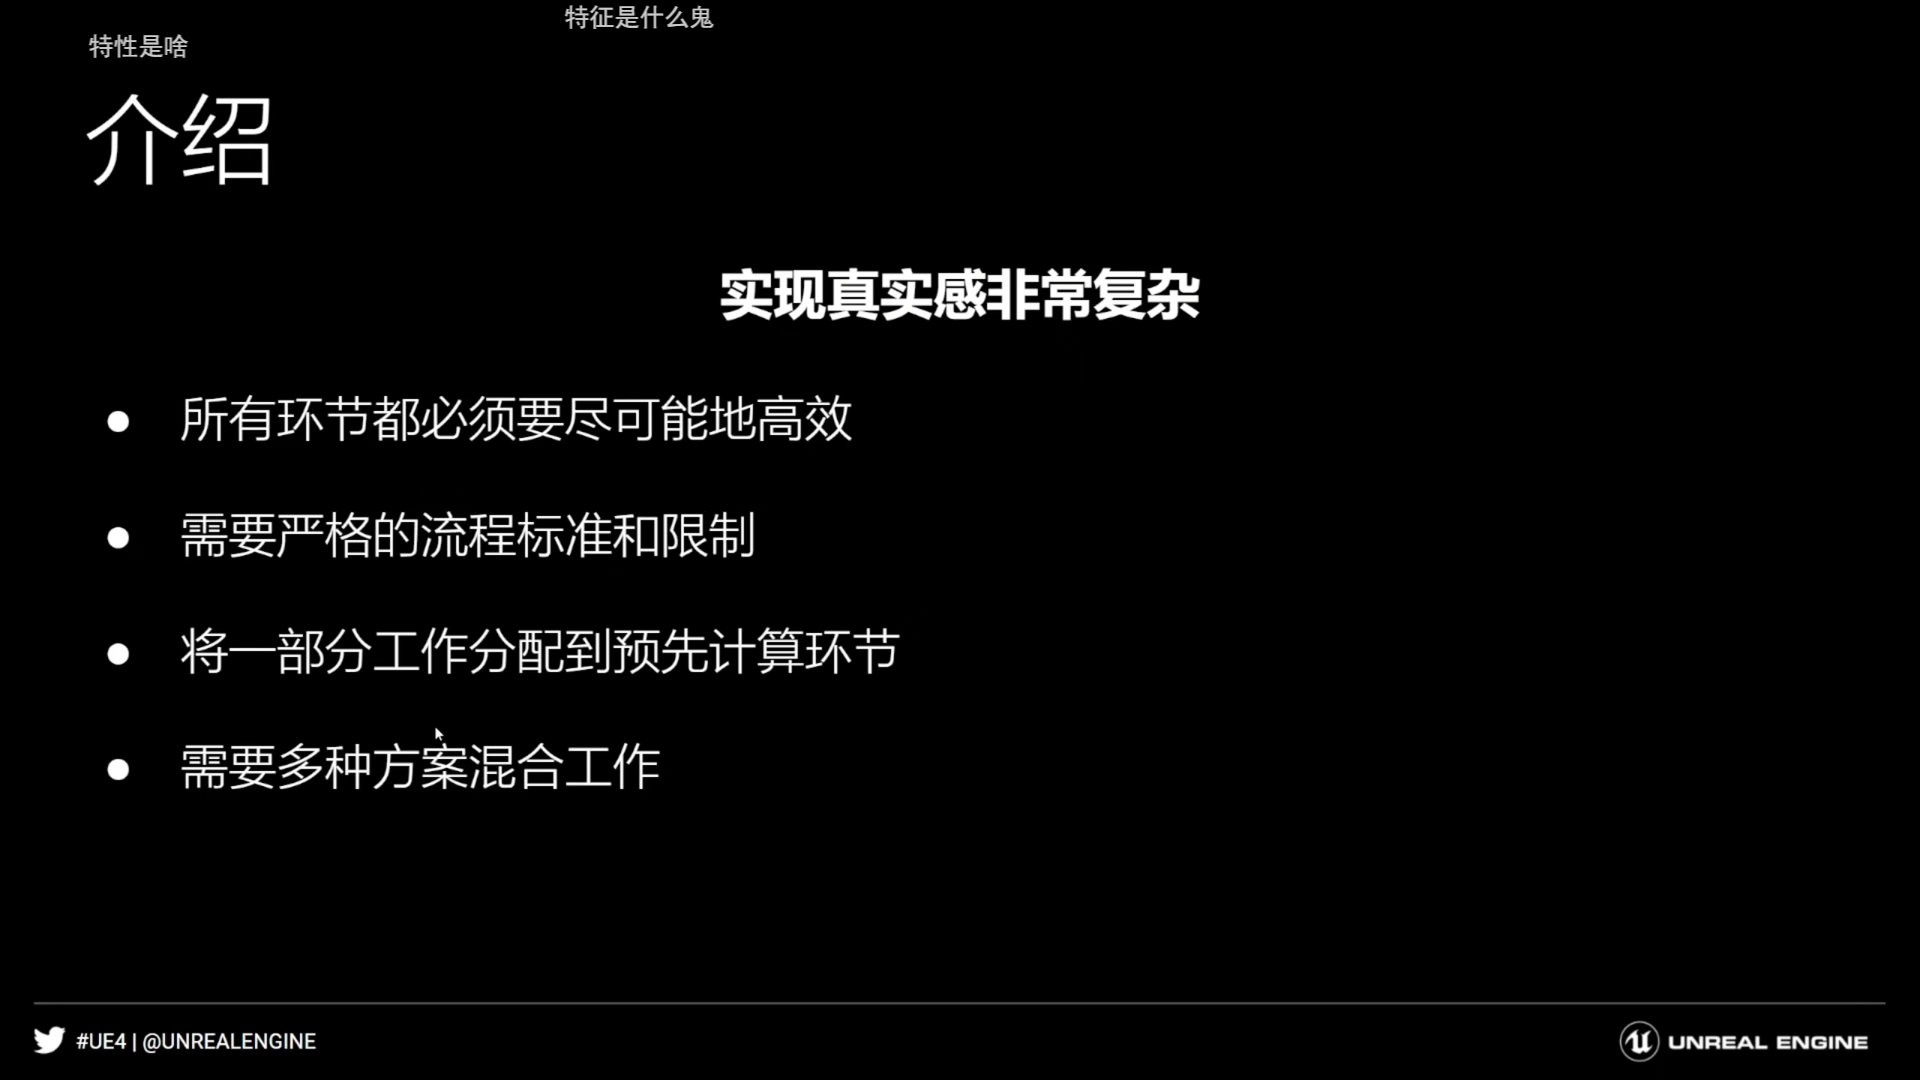 特征是什么鬼
特性是啥
介绍
实现真实感非常复杂
● 所有环节都必须要尽可能地高效
● 需要严格的流程标准和限制
● 将一部分工作分配到预先计算环节
● 需要多种方案混合工作
#UE4 | @UNREALENGINE
UNREAL ENGINE